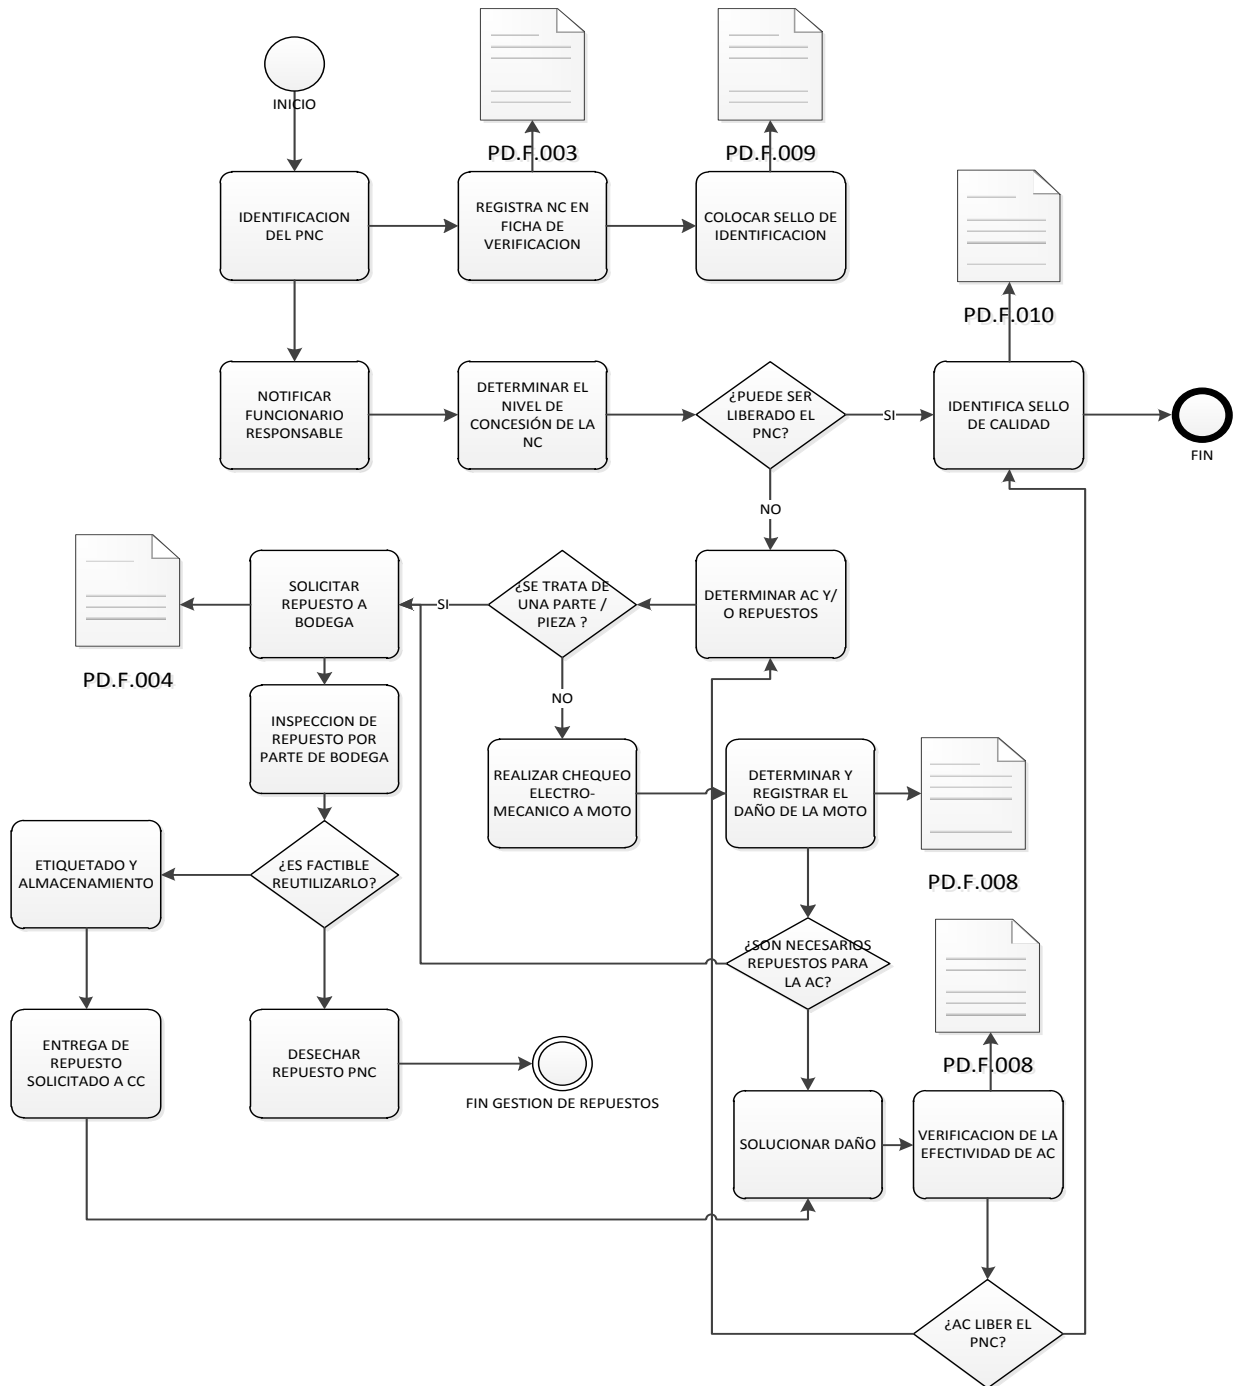 INICIO
PD.F.003
PD.F.009
IDENTIFICACION
DEL PNC
REGISTRA NC EN
FICHA DE
VERIFICACION
COLOCAR SELLO DE
IDENTIFICACION
PD.F.010
NOTIFICAR
FUNCIONARIO
RESPONSABLE
DETERMINAR EL
NIVEL DE
CONCESIÓN DE LA
NC
¿PUEDE SER
LIBERADO EL
PNC?
SI
IDENTIFICA SELLO
DE CALIDAD
FIN
NO
SOLICITAR
REPUESTO A
BODEGA
SI
¿SE TRATA DE
UNA PARTE /
PIEZA ?
DETERMINAR AC Y/
O REPUESTOS
PD.F.004
NO
INSPECCION DE
REPUESTO POR
PARTE DE BODEGA
REALIZAR CHEQUEO
ELECTRO-
MECANICO A MOTO
DETERMINAR Y
REGISTRAR EL
DAÑO DE LA MOTO
PD.F.008
ETIQUETADO Y
ALMACENAMIENTO
¿ES FACTIBLE
REUTILIZARLO?
¿SON NECESARIOS
REPUESTOS PARA
LA AC?
ENTREGA DE
REPUESTO
SOLICITADO A CC
DESECHAR
REPUESTO PNC
FIN GESTION DE REPUESTOS
PD.F.008
SOLUCIONAR DAÑO
VERIFICACION DE LA
EFECTIVIDAD DE AC
¿AC LIBER EL
PNC?